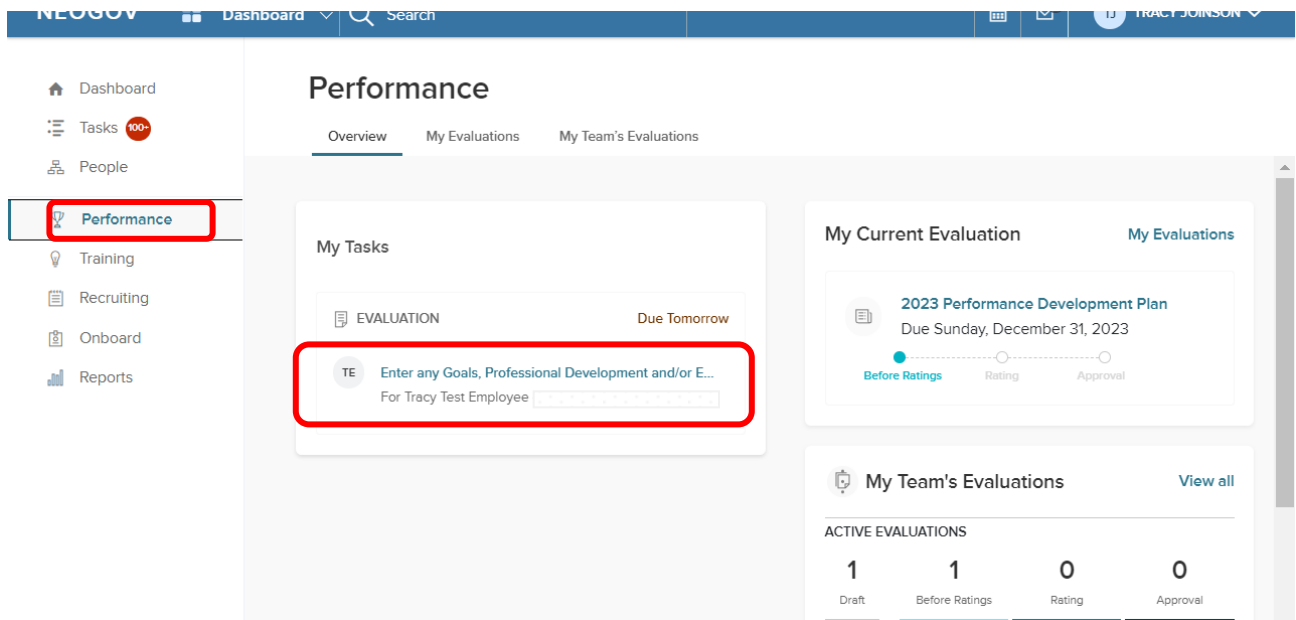 NEOGOV Dashboard Search TJ TRACY JOINSON
Dashboard
Tasks 100+
People
Performance
Training
Recruiting
Onboard
Reports
Performance
Overview My Evaluations My Team's Evaluations
My Tasks
EVALUATION Due Tomorrow
TE Enter any Goals, Professional Development and/or E...
For Tracy Test Employee
My Current Evaluation My Evaluations
2023 Performance Development Plan
Due Sunday, December 31, 2023
Before Ratings Rating Approval
My Team's Evaluations View all
ACTIVE EVALUATIONS
1 1 0 0
Draft Before Ratings Rating Approval